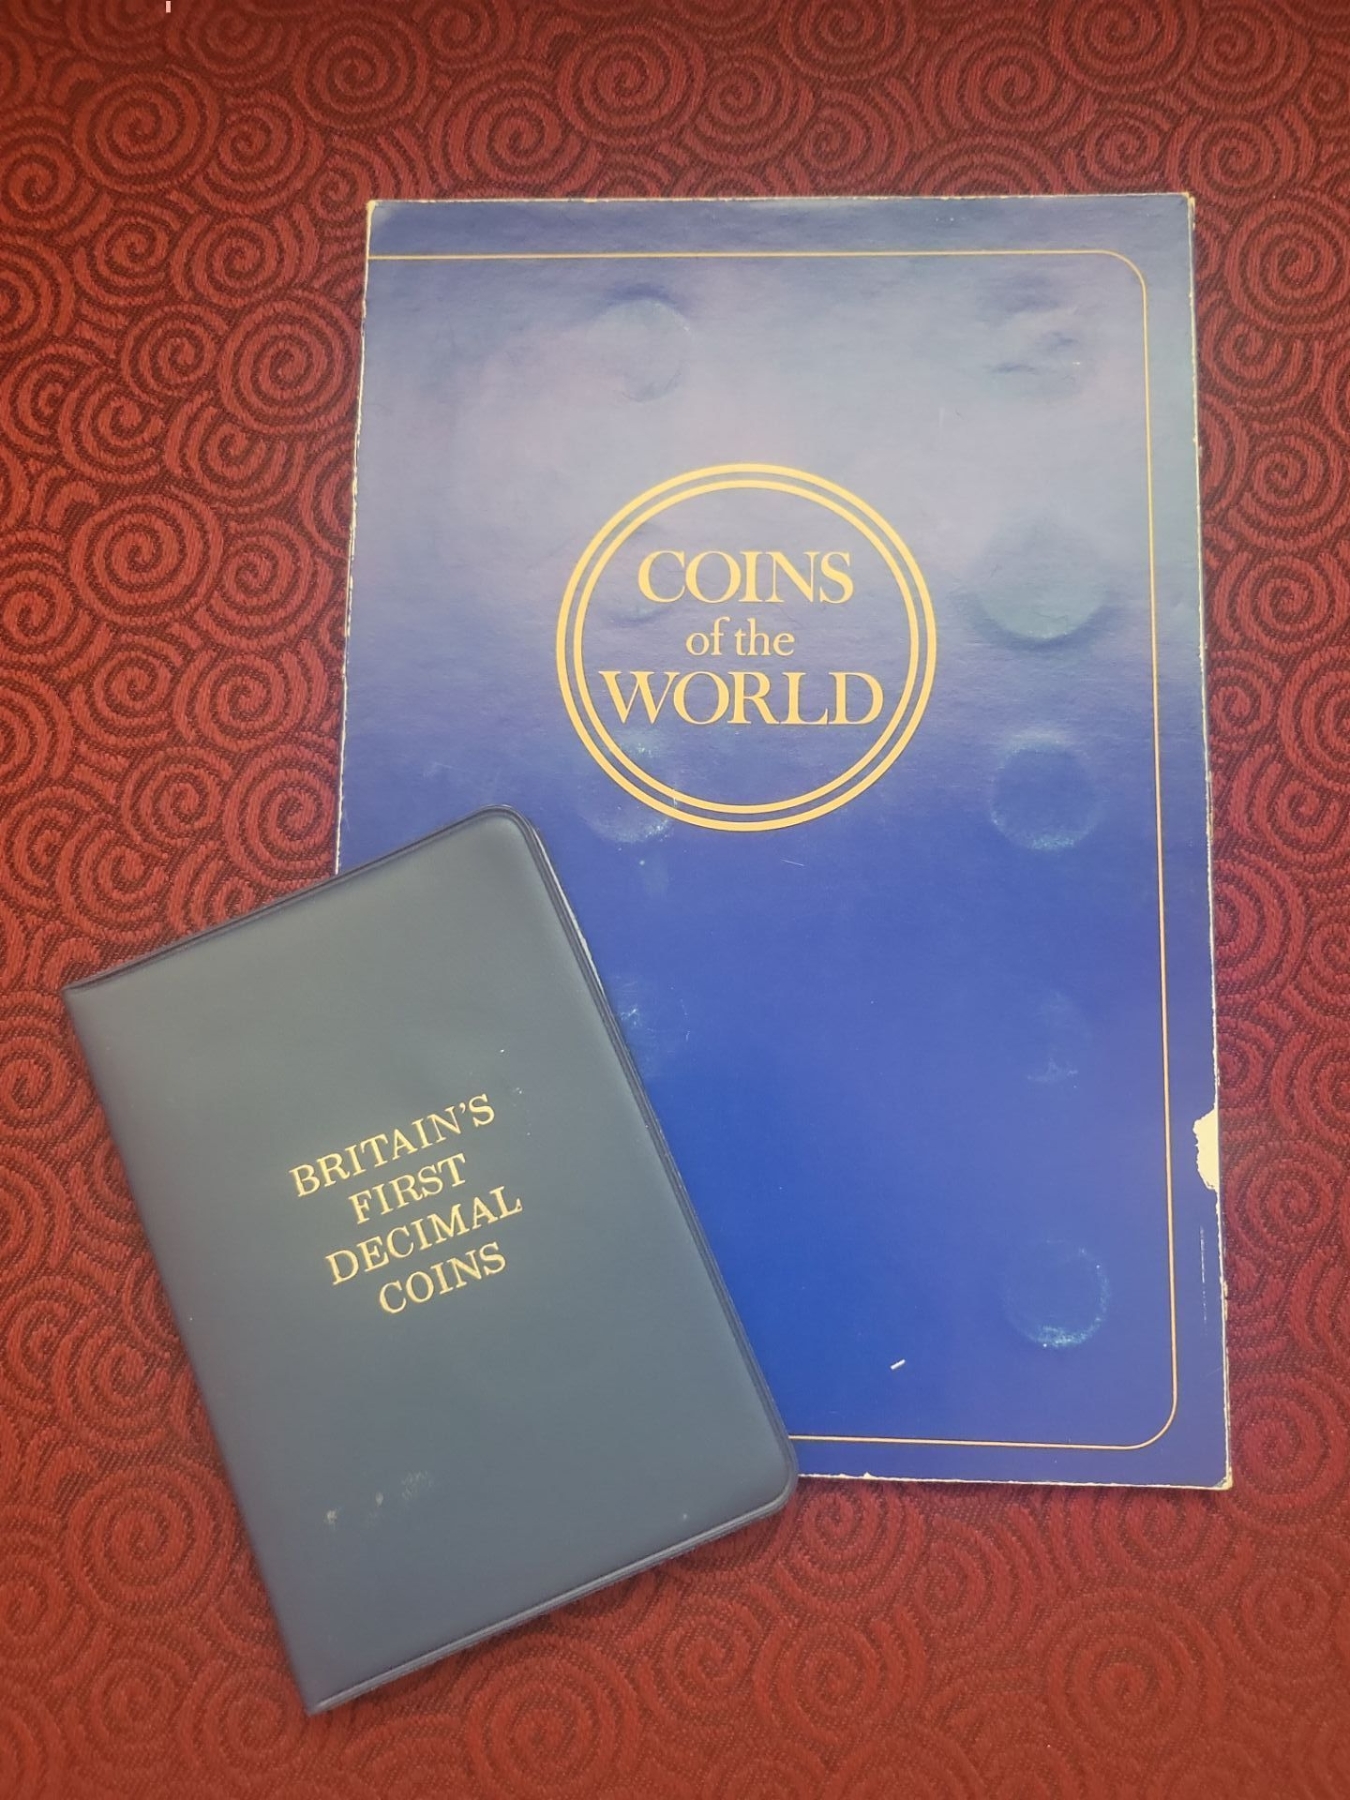 COINS
of the
WORLD
BRITAIN'S
FIRST
DECIMAL
COINS